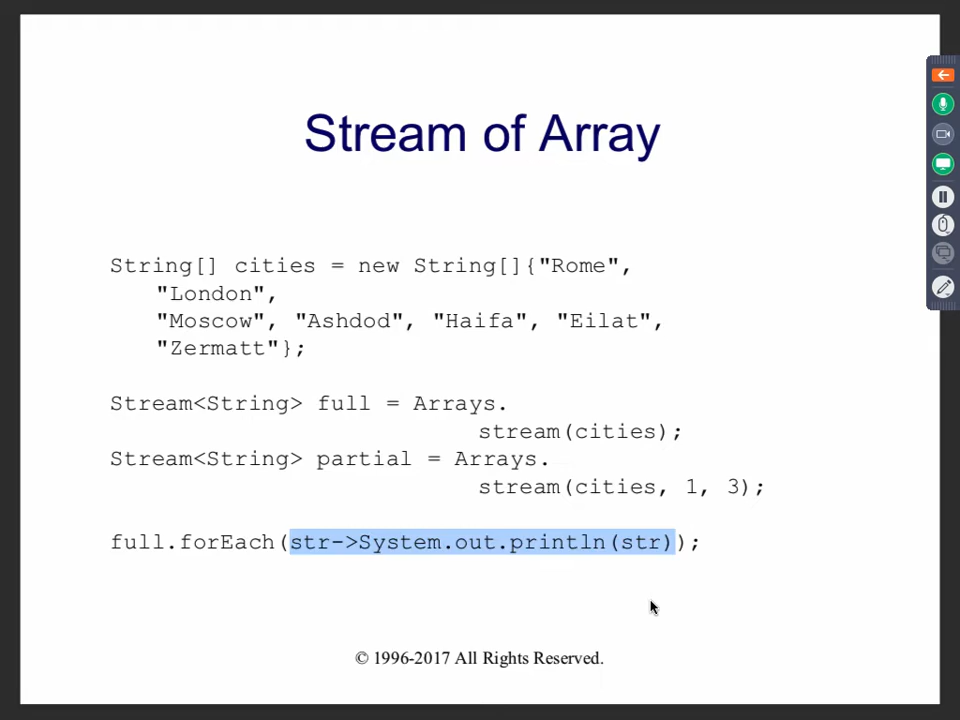 Stream of Array
String[] cities = new String[]{"Rome",
"London",
"Moscow", "Ashdod", "Haifa", "Eilat",
"Zermatt"};
Stream<String> full = Arrays.
stream(cities);
Stream<String> partial = Arrays.
stream(cities, 1, 3);
full.forEach(str->System.out.println(str));
© 1996-2017 All Rights Reserved.